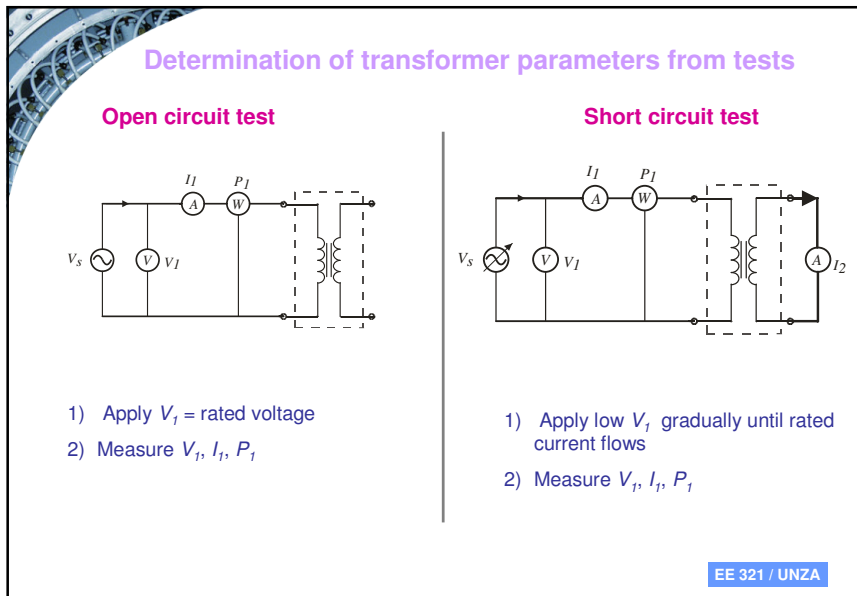 Determination of transformer parameters from tests
Open circuit test
I1
P1
A
W
Vs
V
V1
1) Apply V1 = rated voltage
2) Measure V1, I1, P1
Short circuit test
I1
P1
A
W
Vs
V
V1
A
I2
1) Apply low V1 gradually until rated
current flows
2) Measure V1, I1, P1
EE 321 / UNZA